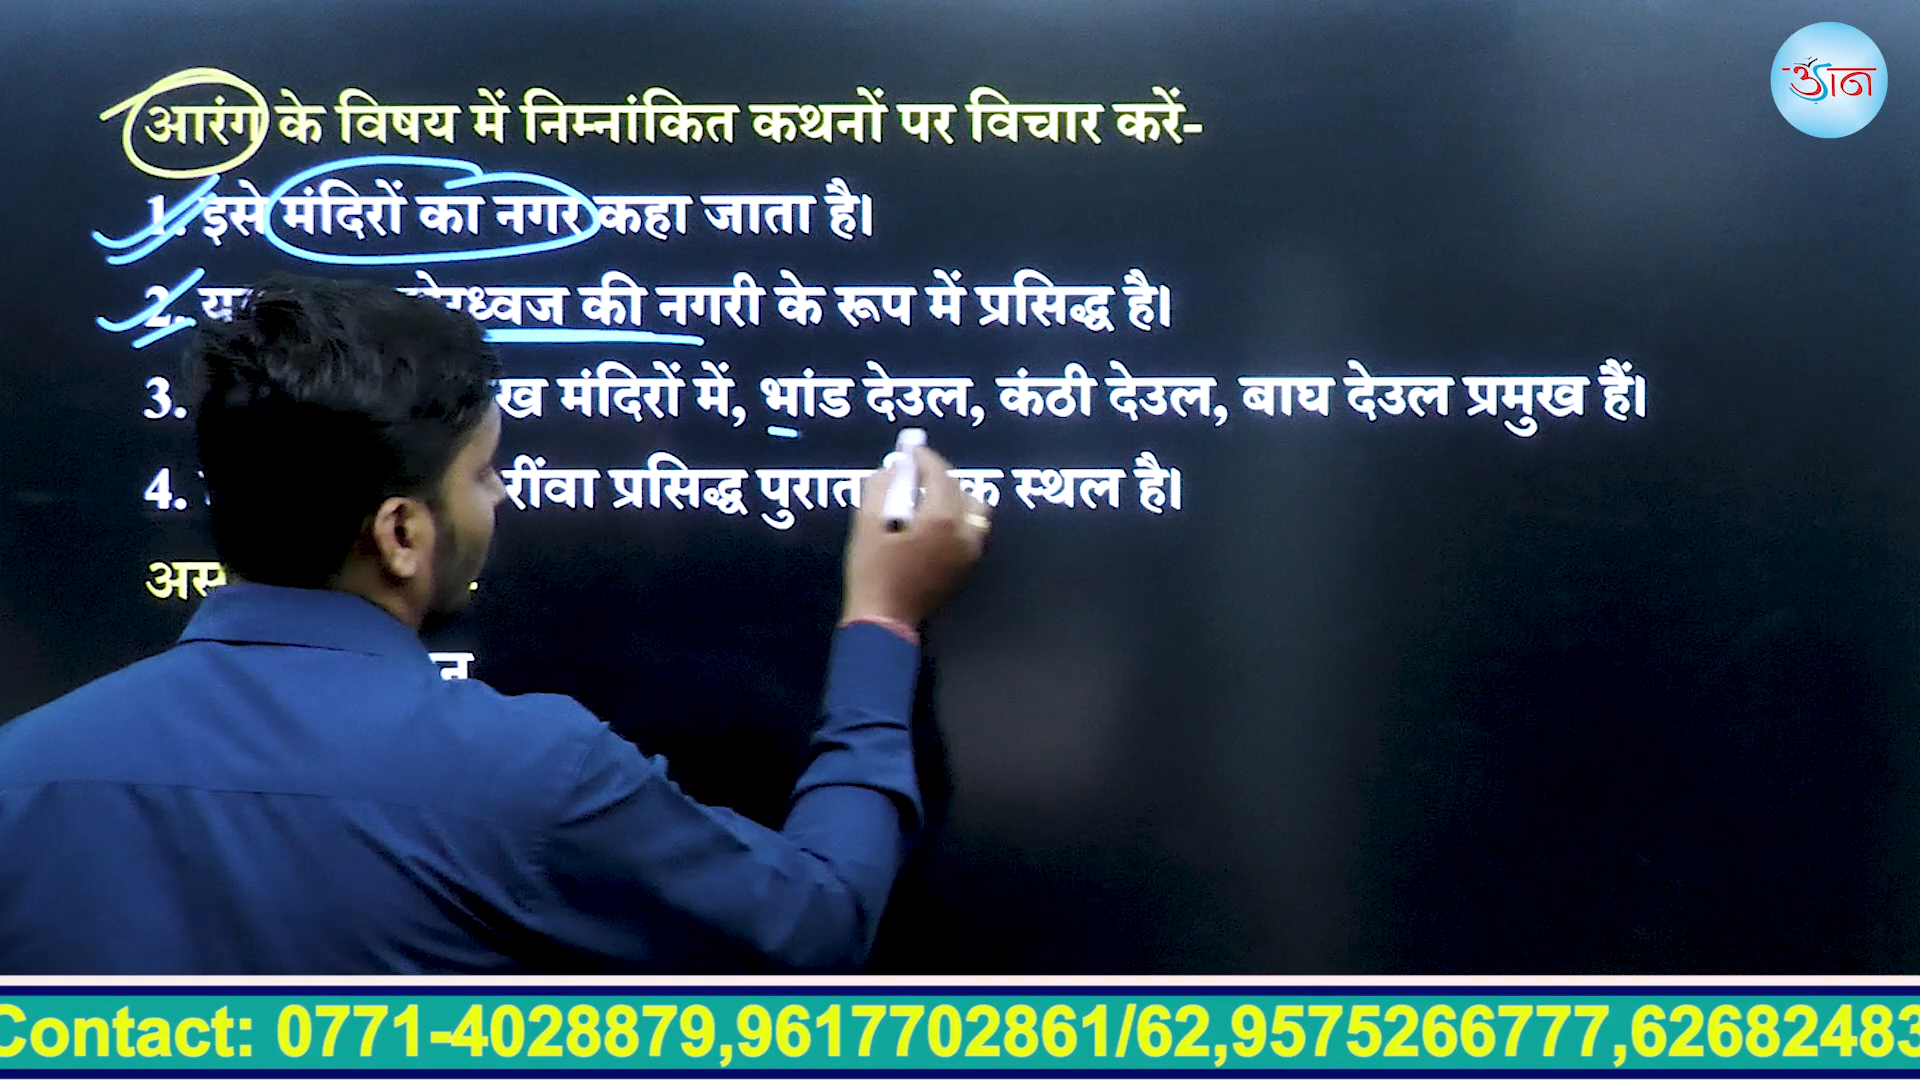 उड़ान
आरंग के विषय में निम्नांकित कथनों पर विचार करें-
1. इसे मंदिरों का नगर कहा जाता है।
2. की नगरी के रूप में प्रसिद्ध है।
3. मंदिरों में, भांड देउल, कंठी देउल, बाघ देउल प्रमुख हैं।
4. रींवा प्रसिद्ध स्थल है।
Contact: 0771-4028879,9617702861/62,9575266777,62682483